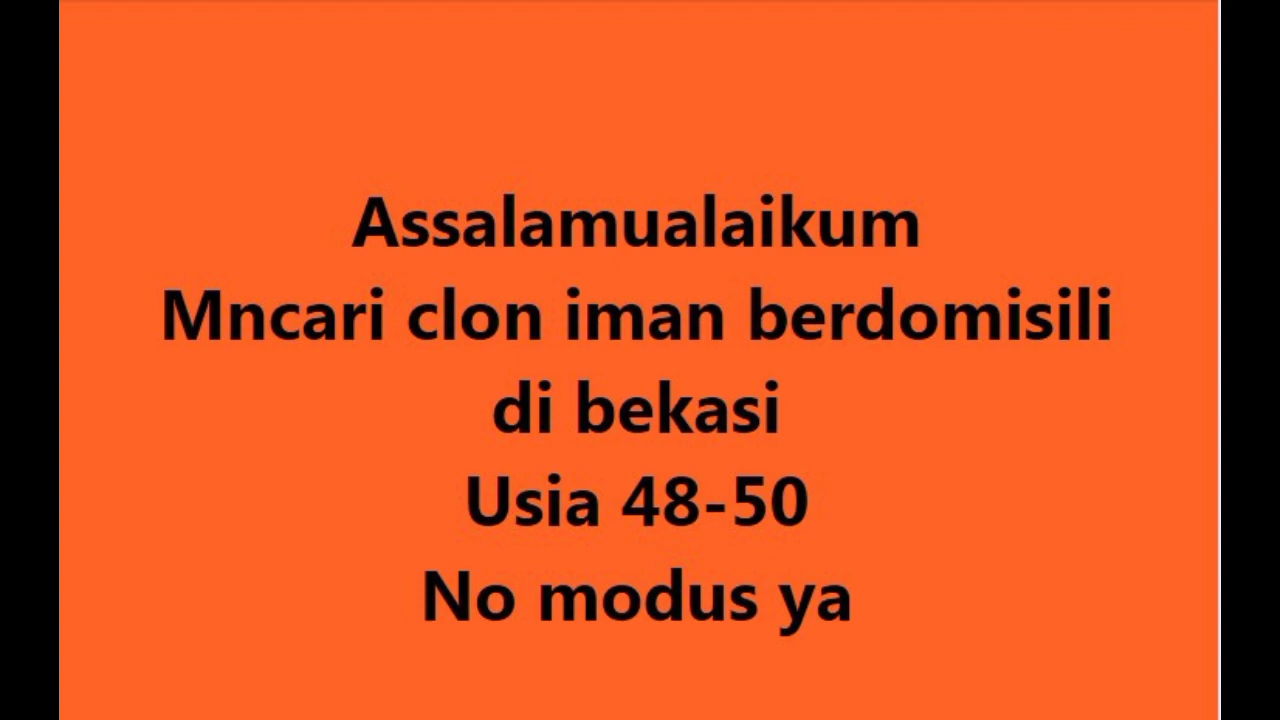 Assalamualaikum
Mncari clon iman berdomisili
di bekasi
Usia 48-50
No modus ya